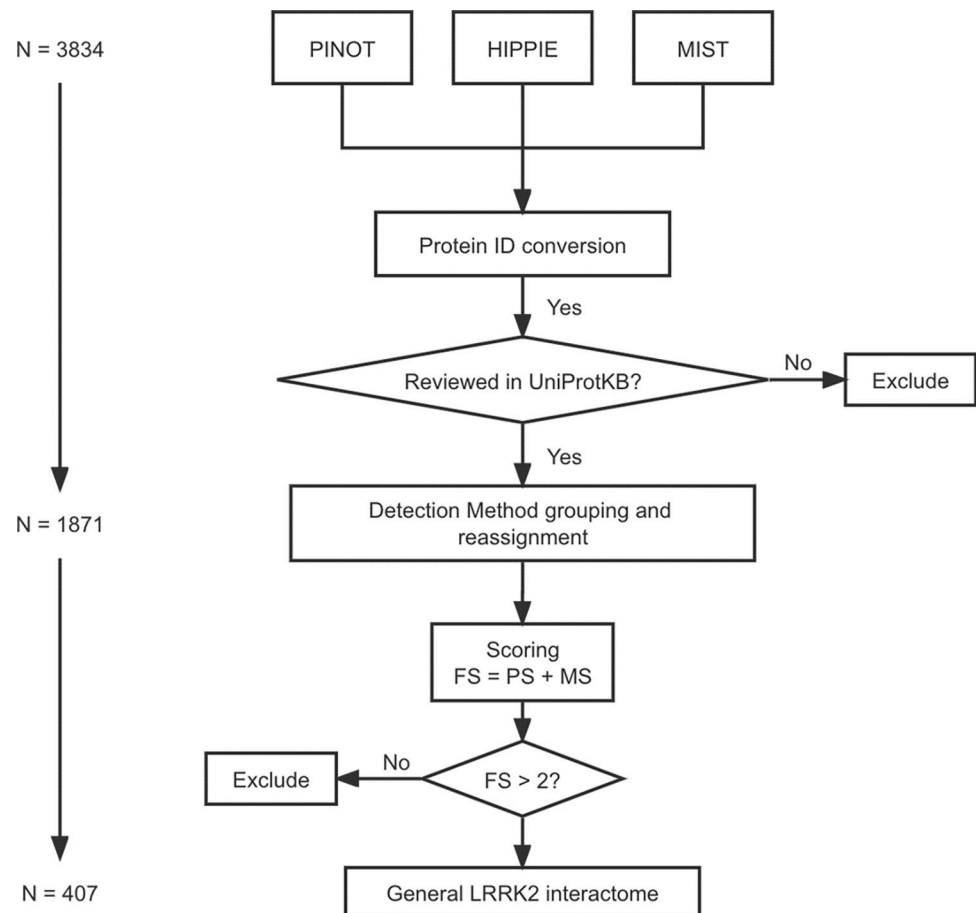 N = 3834
PINOT
HIPPIE
MIST
Protein ID conversion
Yes
Reviewed in UniProtKB?
No
Exclude
Yes
N = 1871
Detection Method grouping and
reassignment
Scoring
FS = PS + MS
Exclude
No
FS > 2?
N = 407
General LRRK2 interactome